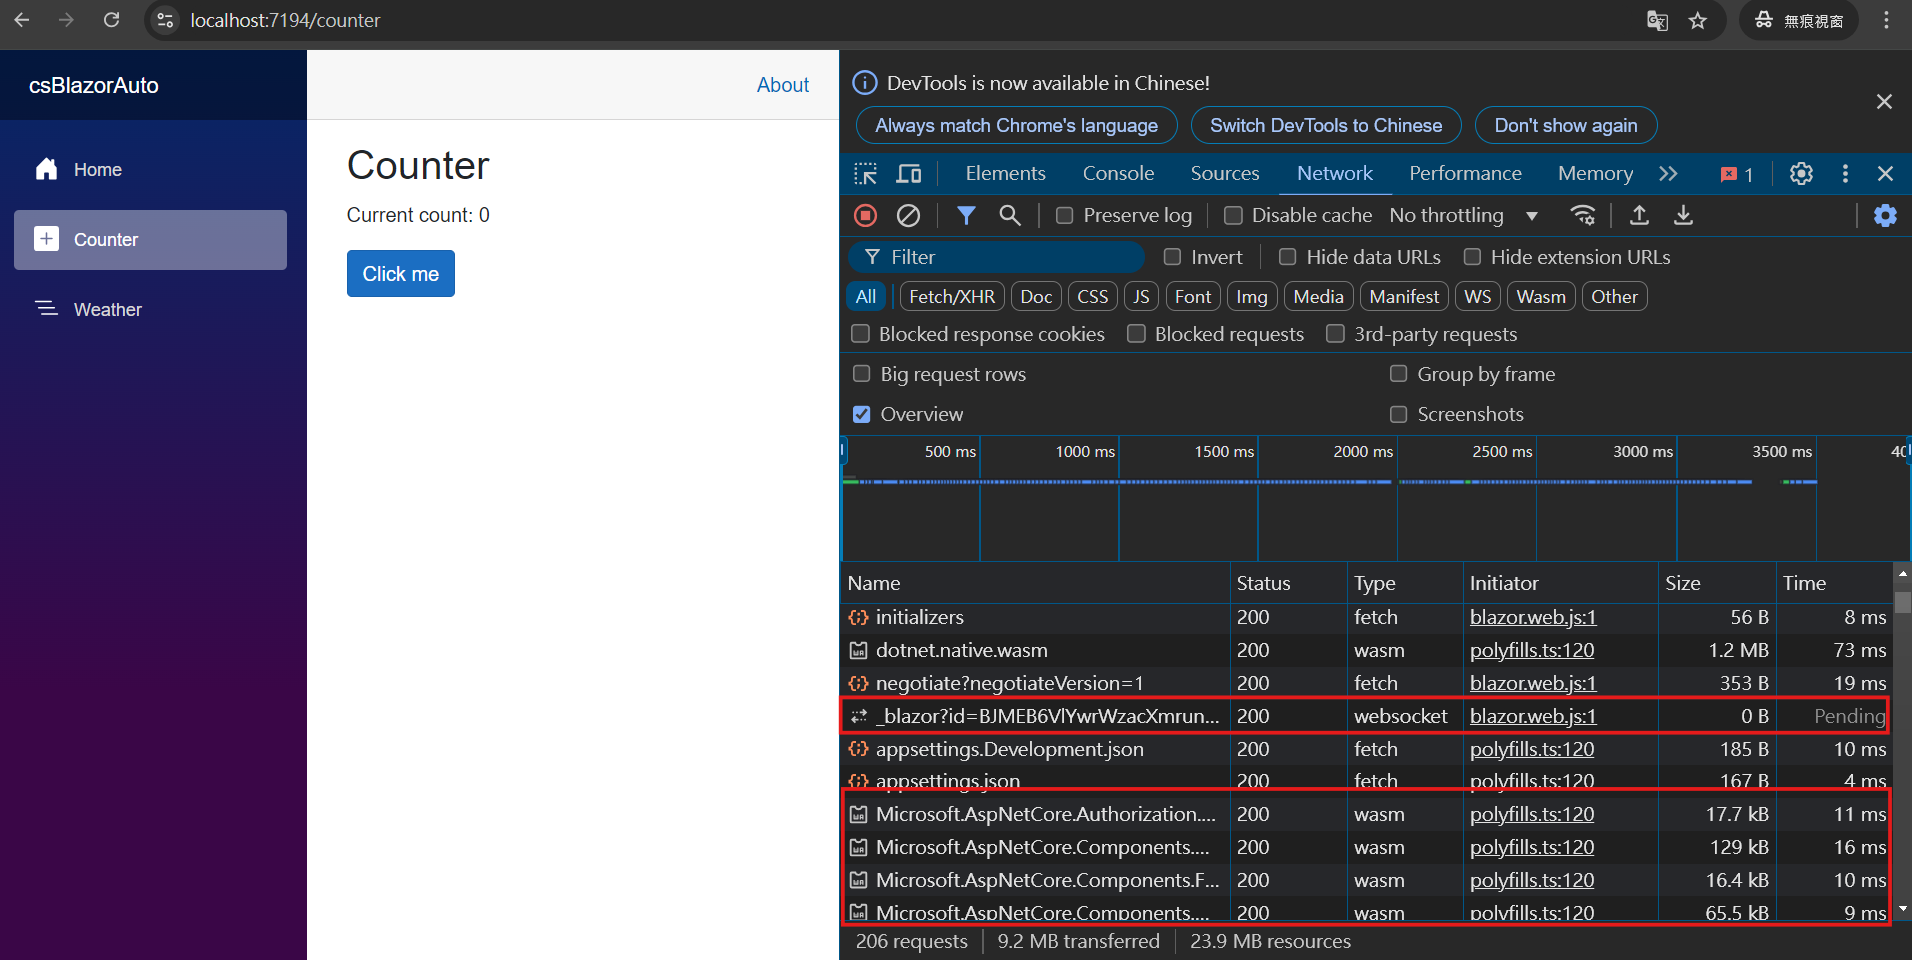 localhost:7194/counter
無痕視窗
csBlazorAuto
Home
Counter
Weather
About
Counter
Current count: 0
Click me
DevTools is now available in Chinese!
Always match Chrome's language
Switch DevTools to Chinese
Don't show again
Elements Console Sources Network Performance Memory 1
Preserve log Disable cache No throttling
Filter Invert Hide data URLs Hide extension URLs
All Fetch/XHR Doc CSS JS Font Img Media Manifest WS Wasm Other
Blocked response cookies Blocked requests 3rd-party requests
Big request rows Group by frame
Overview Screenshots
500 ms 1000 ms 1500 ms 2000 ms 2500 ms 3000 ms 3500 ms 40
Name Status Type Initiator Size Time
initializers 200 fetch blazor.web.js:1 56 B 8 ms
dotnet.native.wasm 200 wasm polyfills.ts:120 1.2 MB 73 ms
negotiate?negotiateVersion=1 200 fetch blazor.web.js:1 353 B 19 ms
_blazor?id=BJMEB6VlYwrWzacXmrun... 200 websocket blazor.web.js:1 0 B Pending
appsettings.Development.json 200 fetch polyfills.ts:120 185 B 10 ms
appsettings.json 200 fetch polyfills.ts:120 167 B 4 ms
Microsoft.AspNetCore.Authorization.... 200 wasm polyfills.ts:120 17.7 kB 11 ms
Microsoft.AspNetCore.Components.... 200 wasm polyfills.ts:120 129 kB 16 ms
Microsoft.AspNetCore.Components.F... 200 wasm polyfills.ts:120 16.4 kB 10 ms
Microsoft.AspNetCore.Components.... 200 wasm polyfills.ts:120 65.5 kB 9 ms
206 requests 9.2 MB transferred 23.9 MB resources